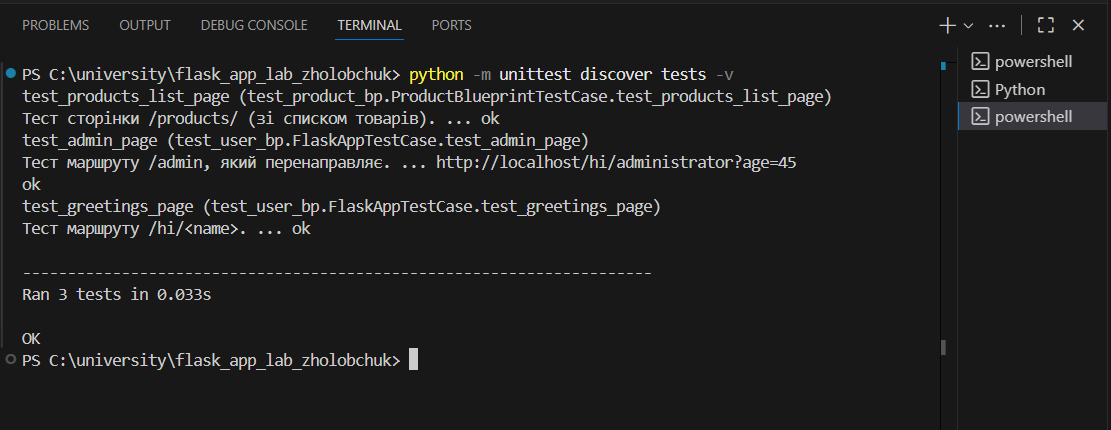 PROBLEMS OUTPUT DEBUG CONSOLE TERMINAL PORTS
PS C:\university\flask_app_lab_zholobchuk> python -m unittest discover tests -v
test_products_list_page (test_product_bp.ProductBlueprintTestCase.test_products_list_page)
Тест сторінки /products/ (зі списком товарів). ... ok
test_admin_page (test_user_bp.FlaskAppTestCase.test_admin_page)
Тест маршруту /admin, який перенаправляє. ... http://localhost/hi/administrator?age=45
ok
test_greetings_page (test_user_bp.FlaskAppTestCase.test_greetings_page)
Тест маршруту /hi/<name>. ... ok
----------------------------------------------------------------------
Ran 3 tests in 0.033s
OK
PS C:\university\flask_app_lab_zholobchuk>
powershell
Python
powershell